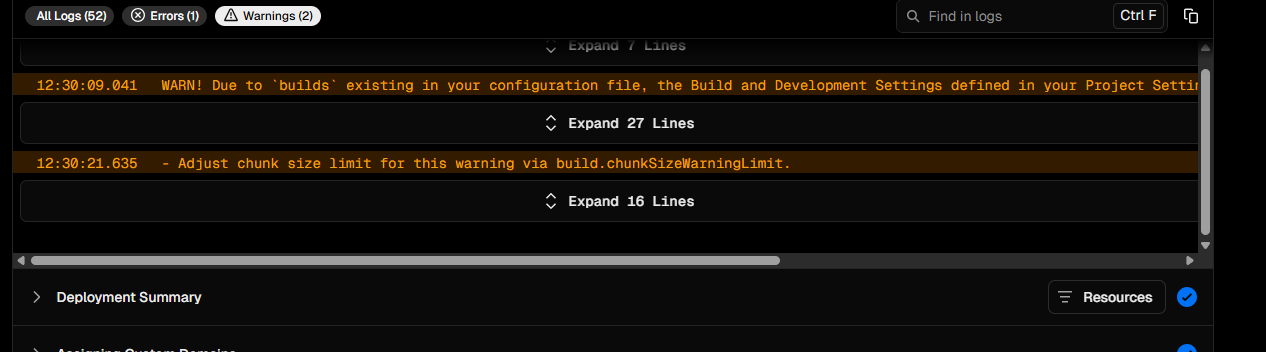 All Logs (52) Errors (1) Warnings (2) Find in logs Ctrl F
Expand 7 Lines
12:30:09.041 WARN! Due to `builds` existing in your configuration file, the Build and Development Settings defined in your Project Settin
Expand 27 Lines
12:30:21.635 - Adjust chunk size limit for this warning via build.chunkSizeWarningLimit.
Expand 16 Lines
Deployment Summary Resources
Assigning Custom Domains